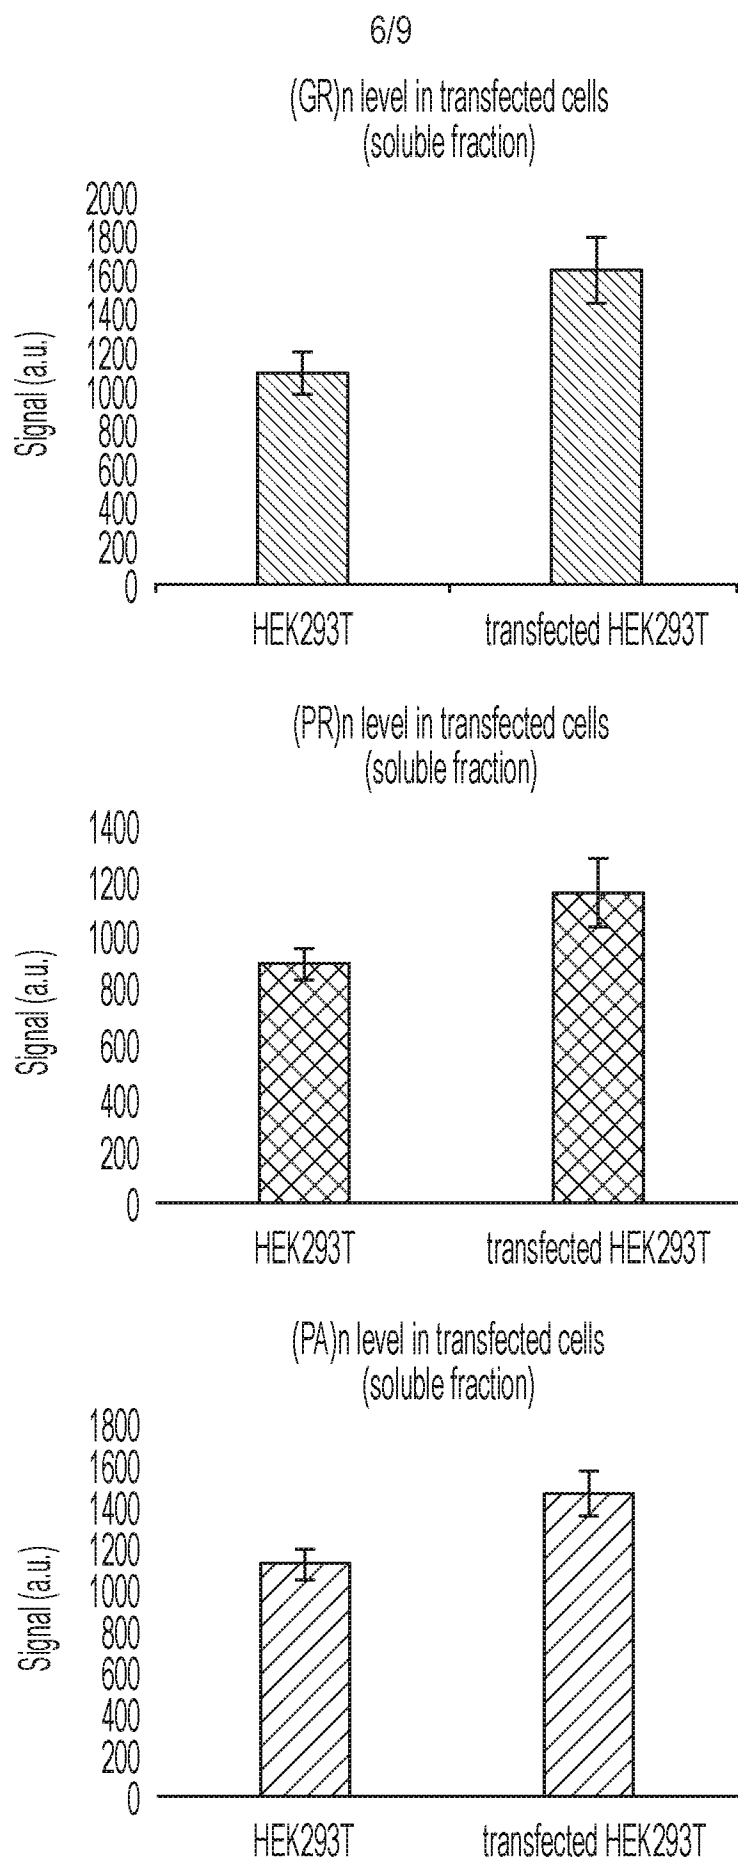 6/9
(GR)n level in transfected cells
(soluble fraction)
Signal (a.u.)
2000
1800
1600
1400
1200
1000
800
600
400
200
0
HEK293T transfected HEK293T
(PR)n level in transfected cells
(soluble fraction)
Signal (a.u.)
1400
1200
1000
800
600
400
200
0
HEK293T transfected HEK293T
(PA)n level in transfected cells
(soluble fraction)
Signal (a.u.)
1800
1600
1400
1200
1000
800
600
400
200
0
HEK293T transfected HEK293T